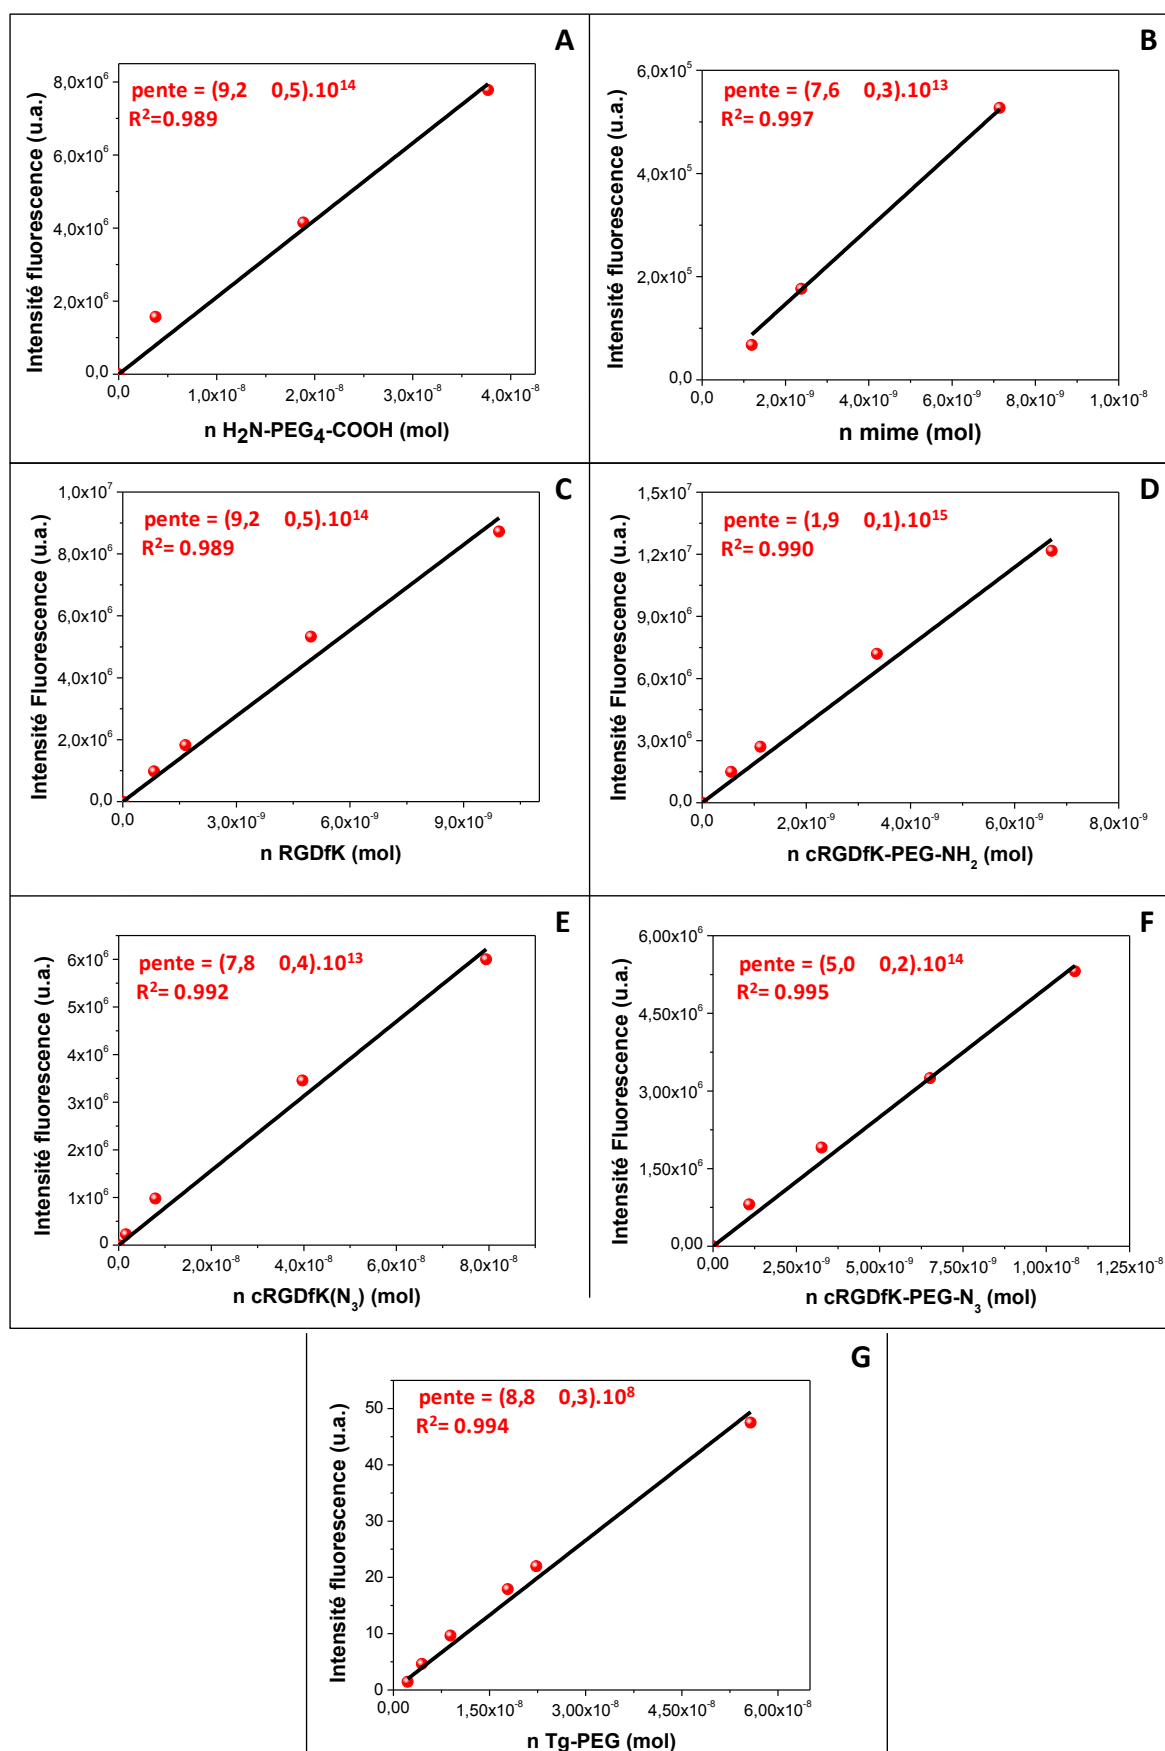 A
pente = (9,2 0,5).10¹⁴
R²=0.989
Intensité fluorescence (u.a.)
8,0x10⁶
6,0x10⁶
4,0x10⁶
2,0x10⁶
0,0
0,0 1,0x10⁻⁸ 2,0x10⁻⁸ 3,0x10⁻⁸ 4,0x10⁻⁸
n H₂N-PEG₄-COOH (mol)
B
pente = (7,6 0,3).10¹³
R²= 0.997
Intensité fluorescence (u.a.)
6,0x10⁵
4,0x10⁵
2,0x10⁵
0,0
0,0 2,0x10⁻⁹ 4,0x10⁻⁹ 6,0x10⁻⁹ 8,0x10⁻⁹ 1,0x10⁻⁸
n mime (mol)
C
pente = (9,2 0,5).10¹⁴
R²= 0.989
Intensité Fluorescence (u.a.)
1,0x10⁷
8,0x10⁶
6,0x10⁶
4,0x10⁶
2,0x10⁶
0,0
0,0 3,0x10⁻⁹ 6,0x10⁻⁹ 9,0x10⁻⁹
n RGDfK (mol)
D
pente = (1,9 0,1).10¹⁵
R²= 0.990
Intensité Fluorescence (u.a.)
1,5x10⁷
1,2x10⁷
9,0x10⁶
6,0x10⁶
3,0x10⁶
0,0
0,0 2,0x10⁻⁹ 4,0x10⁻⁹ 6,0x10⁻⁹ 8,0x10⁻⁹
n cRGDfK-PEG-NH₂ (mol)
E
pente = (7,8 0,4).10¹³
R²= 0.992
Intensité fluorescence (u.a.)
6x10⁶
5x10⁶
4x10⁶
3x10⁶
2x10⁶
1x10⁶
0
0,0 2,0x10⁻⁸ 4,0x10⁻⁸ 6,0x10⁻⁸ 8,0x10⁻⁸
n cRGDfK(N₃) (mol)
F
pente = (5,0 0,2).10¹⁴
R²= 0.995
Intensité Fluorescence (u.a.)
6,00x10⁶
4,50x10⁶
3,00x10⁶
1,50x10⁶
0,00
0,00 2,50x10⁻⁹ 5,00x10⁻⁹ 7,50x10⁻⁹ 1,00x10⁻⁸ 1,25x10⁻⁸
n cRGDfK-PEG-N₃ (mol)
G
pente = (8,8 0,3).10⁸
R²= 0.994
Intensité fluorescence (u.a.)
50
40
30
20
10
0
0,00 1,50x10⁻⁸ 3,00x10⁻⁸ 4,50x10⁻⁸ 6,00x10⁻⁸
n Tg-PEG (mol)